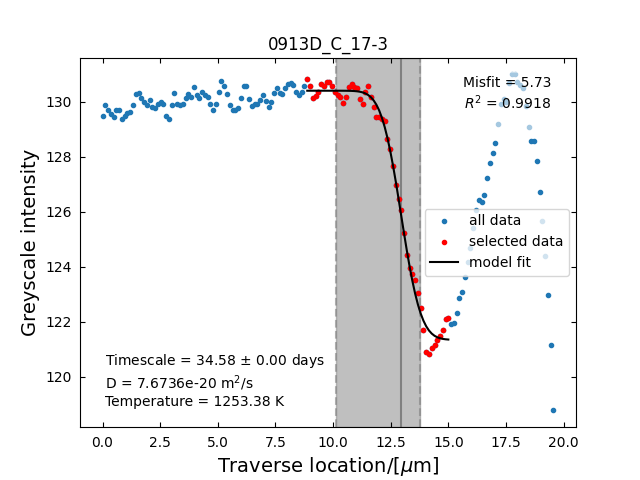 0913D_C_17-3
Misfit = 5.73
R² = 0.9918
130
128
126
124
122
120
Greyscale intensity
all data
selected data
model fit
Timescale = 34.58 ± 0.00 days
D = 7.6736e-20 m²/s
Temperature = 1253.38 K
0.0 2.5 5.0 7.5 10.0 12.5 15.0 17.5 20.0
Traverse location/[μm]